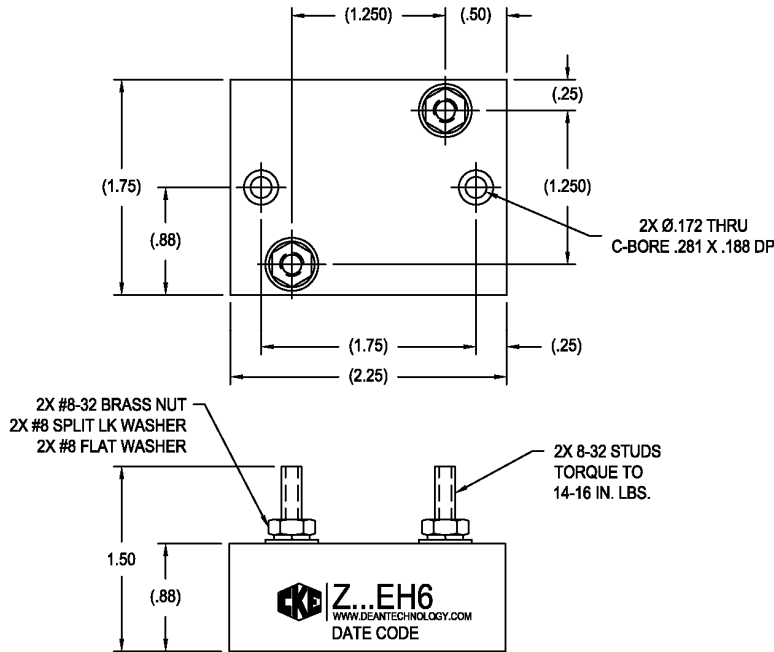 (1.250)
(.50)
(.25)
(1.75)
(1.250)
(.88)
2X Ø.172 THRU
C-BORE .281 X .188 DP
(1.75)
(.25)
(2.25)
2X #8-32 BRASS NUT
2X #8 SPLIT LK WASHER
2X #8 FLAT WASHER
2X 8-32 STUDS
TORQUE TO
14-16 IN. LBS.
1.50
(.88)
CKE
Z...EH6
WWW.DEANTECHNOLOGY.COM
DATE CODE